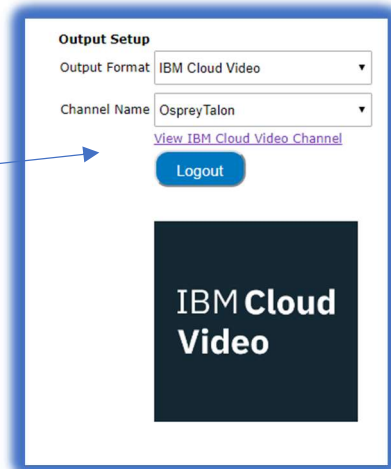 Output Setup
Output Format IBM Cloud Video
Channel Name OspreyTalon
View IBM Cloud Video Channel
Logout
IBM Cloud
Video